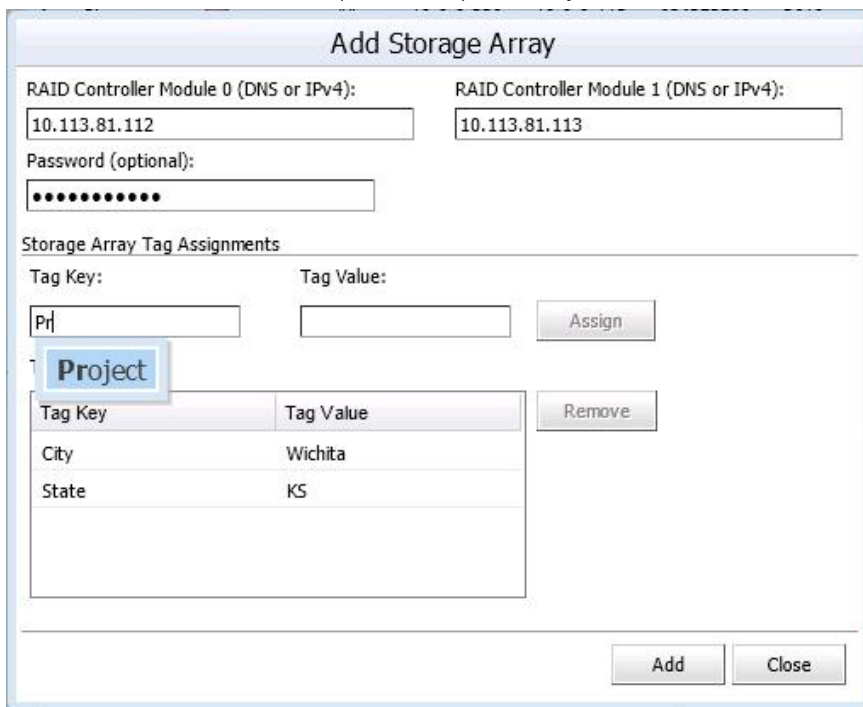 Add Storage Array
RAID Controller Module 0 (DNS or IPv4): RAID Controller Module 1 (DNS or IPv4):
10.113.81.112 10.113.81.113
Password (optional):
•••••••••••
Storage Array Tag Assignments
Tag Key: Tag Value:
Pr Assign
Project
Tag Key Tag Value Remove
City Wichita
State KS
Add Close